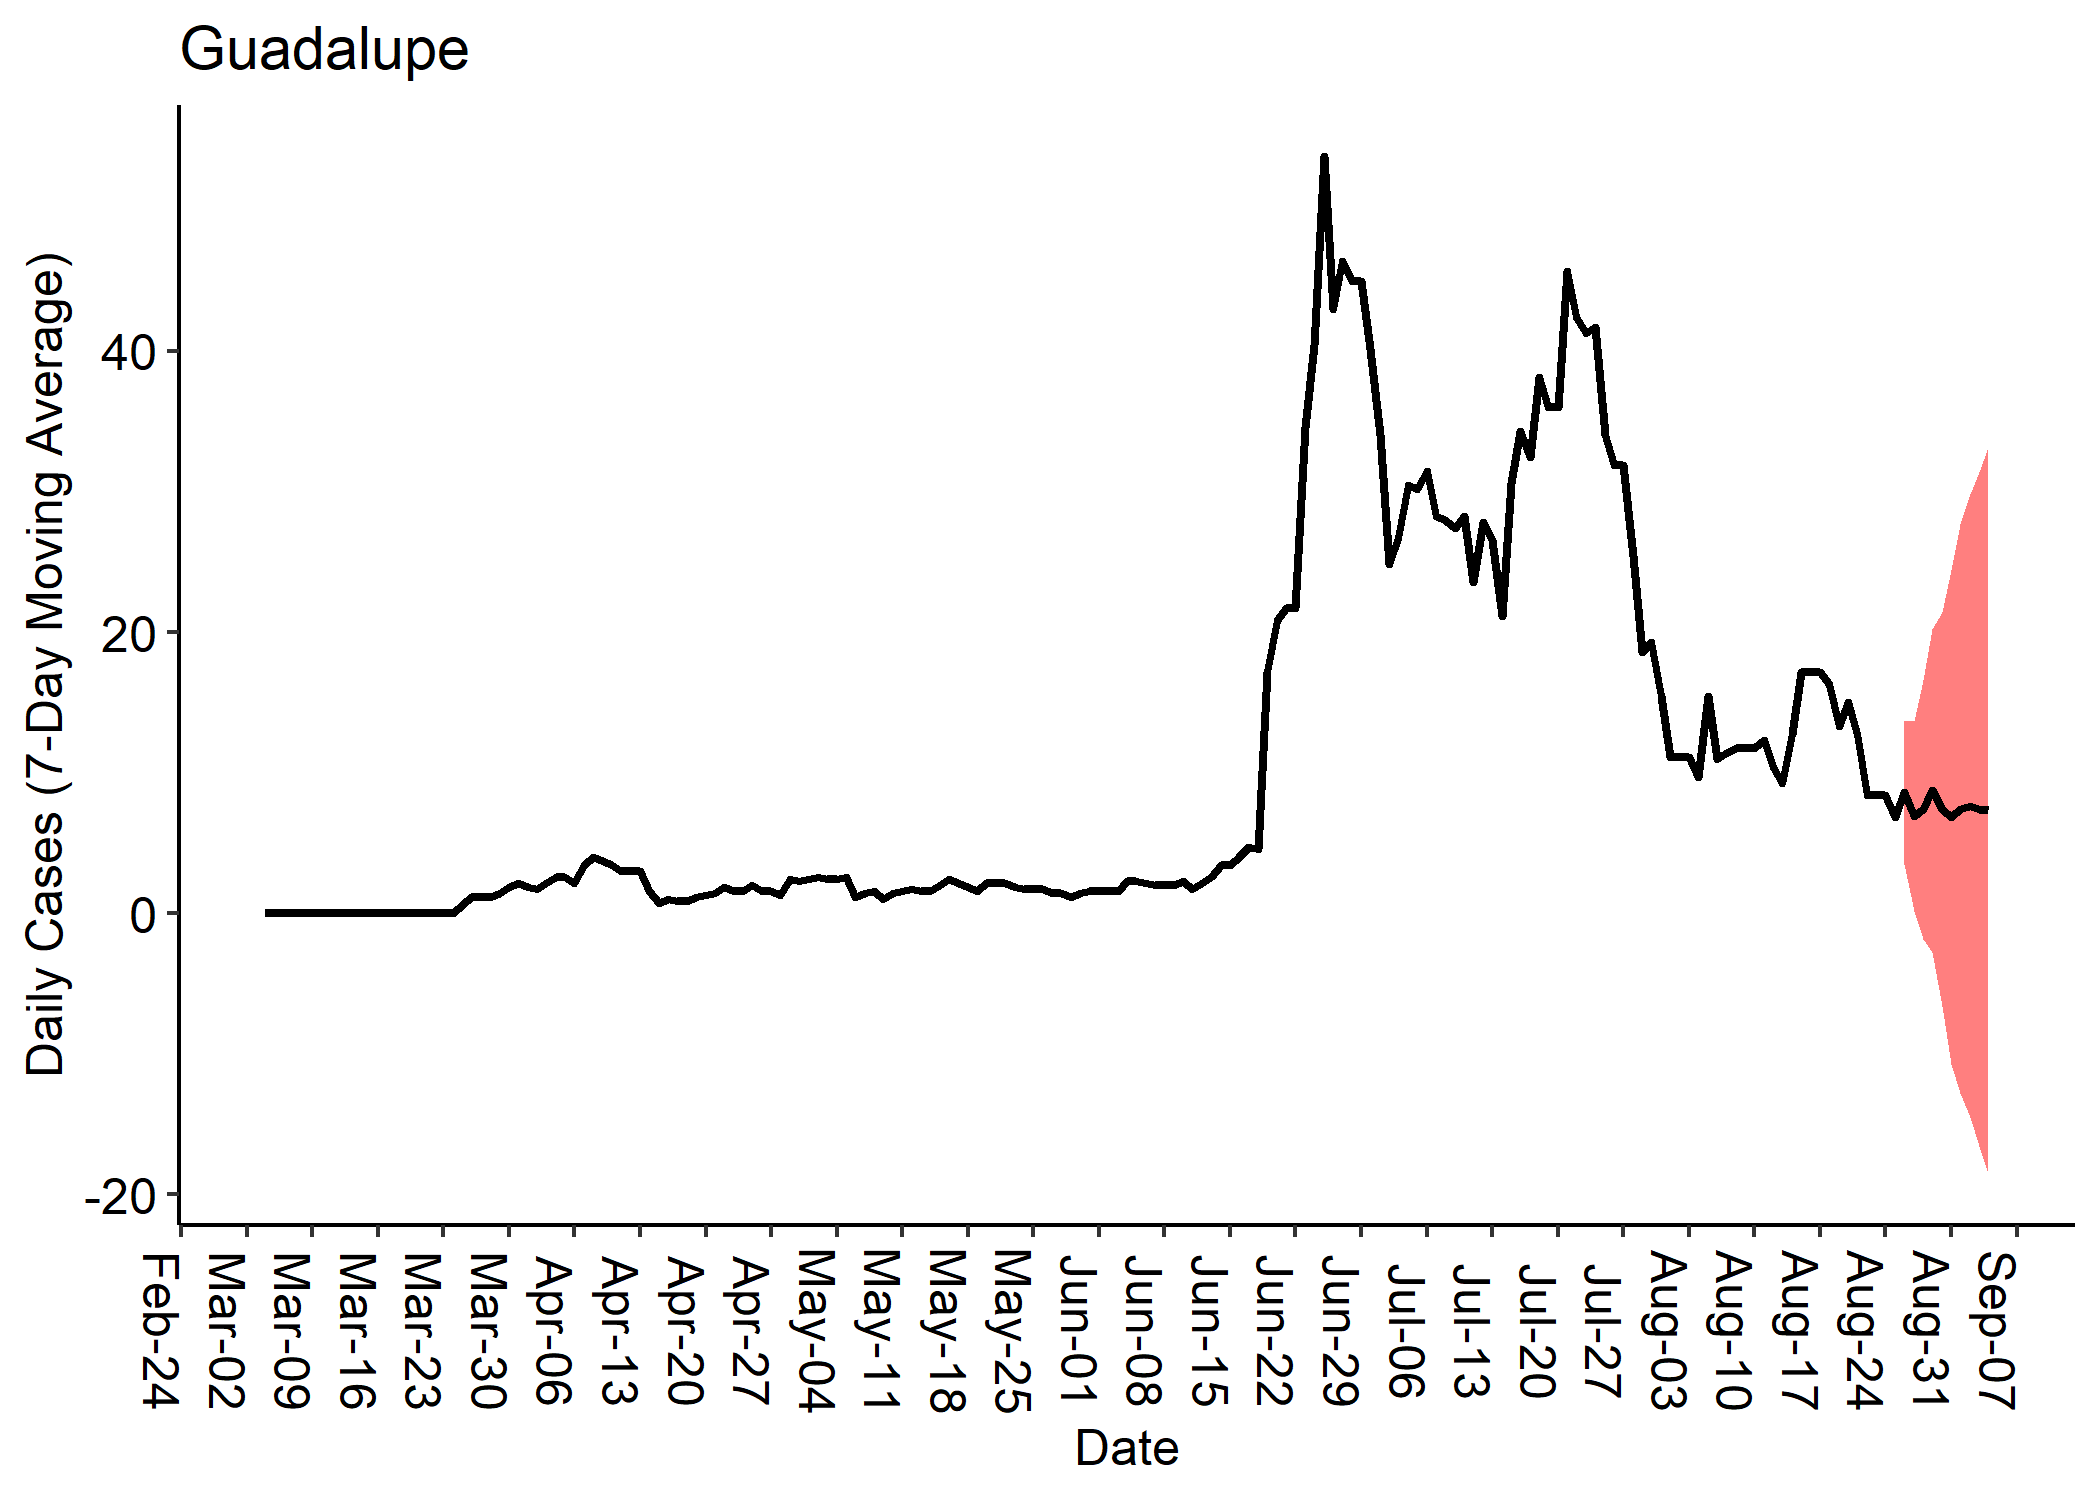 Guadalupe
Daily Cases (7-Day Moving Average)
40
20
0
-20
Feb-24
Mar-02
Mar-09
Mar-16
Mar-23
Mar-30
Apr-06
Apr-13
Apr-20
Apr-27
May-04
May-11
May-18
May-25
Jun-01
Jun-08
Jun-15
Jun-22
Jun-29
Jul-06
Jul-13
Jul-20
Jul-27
Aug-03
Aug-10
Aug-17
Aug-24
Aug-31
Sep-07
Date